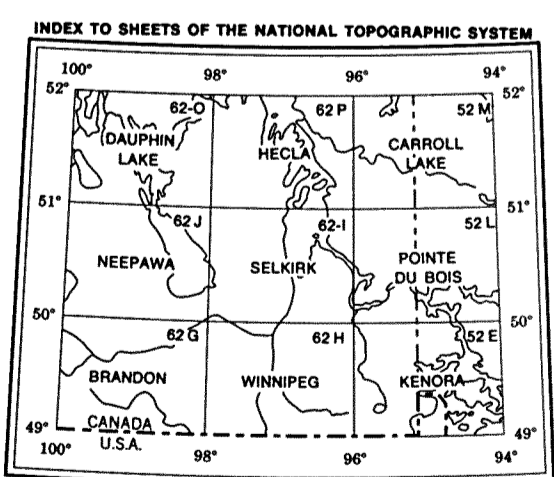 INDEX TO SHEETS OF THE NATIONAL TOPOGRAPHIC SYSTEM
100° 98° 96° 94°
52° 62-O 62 P 52 M 52°
DAUPHIN LAKE
HECLA
CARROLL LAKE
51° 62 J 62-I 52 L 51°
NEEPAWA
SELKIRK
POINTE DU BOIS
50° 62 G 62 H 52 E 50°
BRANDON
WINNIPEG
KENORA
49° CANADA 49°
U.S.A.
100° 98° 96° 94°